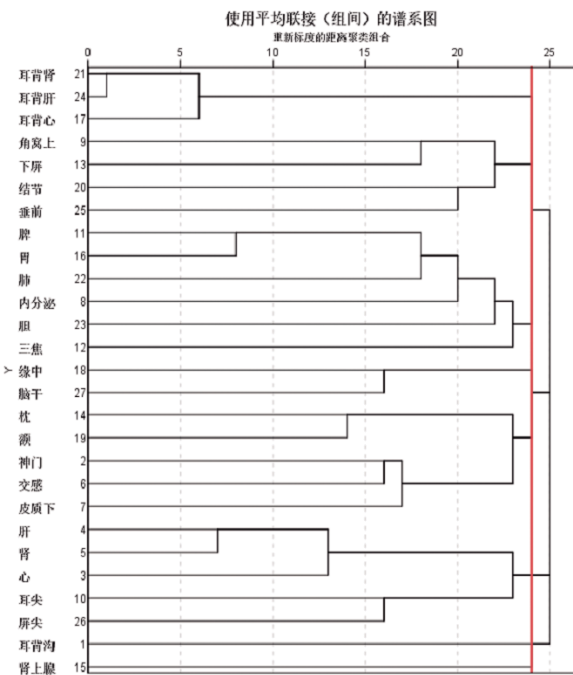 使用平均联接（组间）的谱系图
重新标度的距离聚类组合
0 5 10 15 20 25
耳背肾 21
耳背肝 24
耳背心 17
角窝上 9
下屏 13
结节 20
垂前 25
脾 11
胃 16
肺 22
内分泌 8
胆 23
三焦 12
Y
缘中 18
脑干 27
枕 14
额 19
神门 2
交感 6
皮质下 7
肝 4
肾 5
心 3
耳尖 10
屏尖 26
耳背沟 1
肾上腺 15